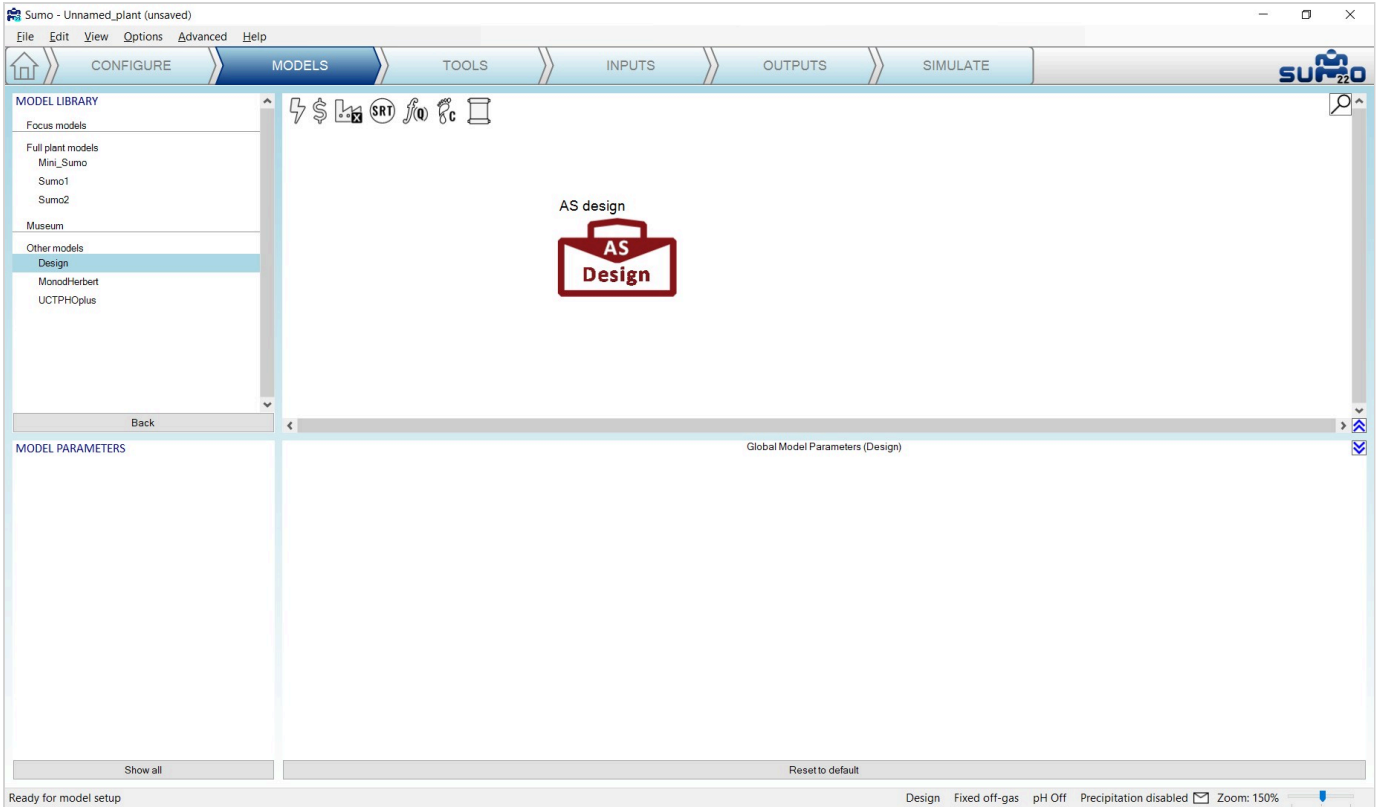 Sumo - Unnamed_plant (unsaved)
File Edit View Options Advanced Help
CONFIGURE MODELS TOOLS INPUTS OUTPUTS SIMULATE
SUMO 22
MODEL LIBRARY
Focus models
Full plant models
Mini_Sumo
Sumo1
Sumo2
Museum
Other models
Design
MonodHerbert
UCTPHOplus
Back
$ x SRT f(Q) C
AS design
AS
Design
MODEL PARAMETERS
Global Model Parameters (Design)
Show all
Reset to default
Ready for model setup
Design Fixed off-gas pH Off Precipitation disabled Zoom: 150%